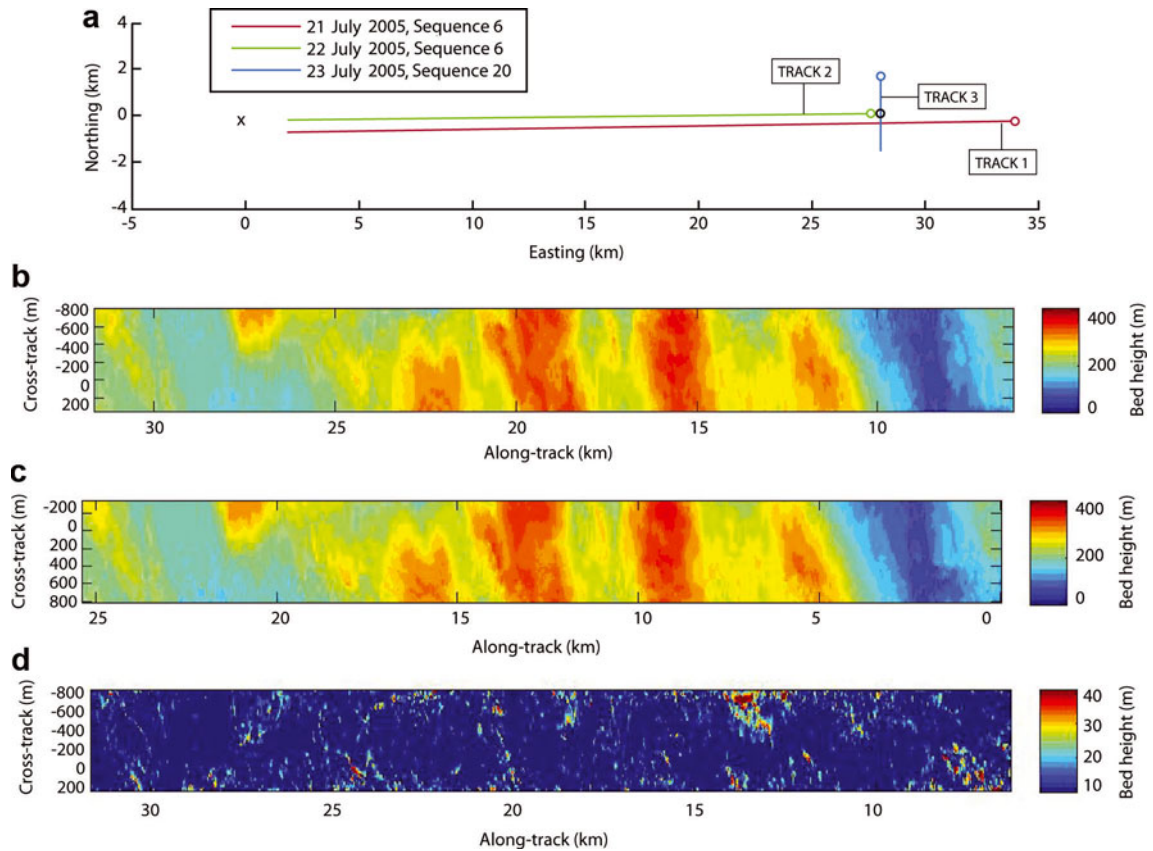 a
4
2
0
-2
-4
Northing (km)
21 July 2005, Sequence 6
22 July 2005, Sequence 6
23 July 2005, Sequence 20
X
TRACK 2
TRACK 3
TRACK 1
-5 0 5 10 15 20 25 30 35
Easting (km)
b
Cross-track (m)
-800
-600
-400
-200
0
200
30 25 20 15 10
Along-track (km)
400
200
0
Bed height (m)
c
Cross-track (m)
-200
0
200
400
600
800
25 20 15 10 5 0
Along-track (km)
400
200
0
Bed height (m)
d
Cross-track (m)
-800
-600
-400
-200
0
200
30 25 20 15 10
Along-track (km)
40
30
20
10
Bed height (m)